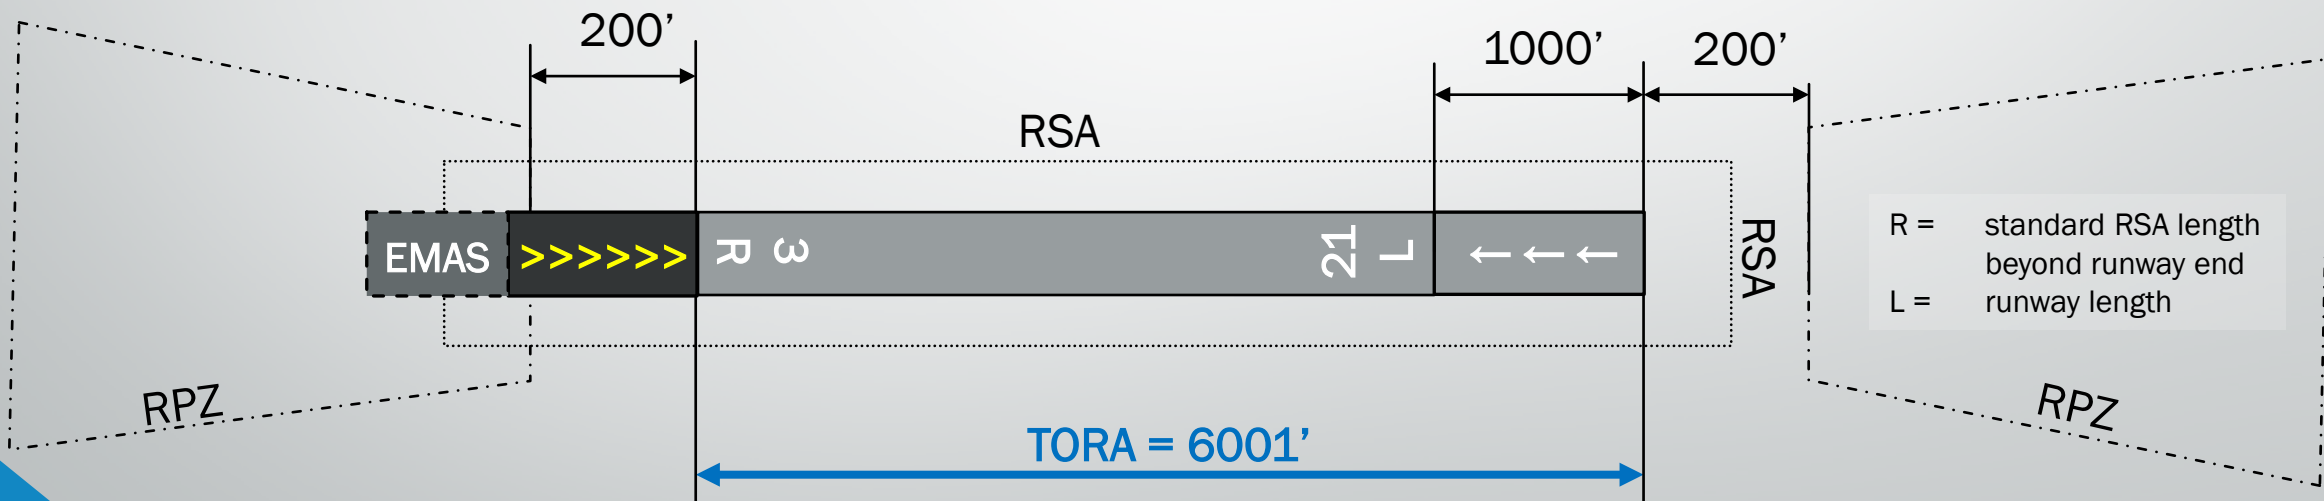 200’
1000’
200’
RSA
EMAS
>>>>>>
3
R
21
L
←←←
RSA
R = standard RSA length
beyond runway end
L = runway length
RPZ
RPZ
TORA = 6001’